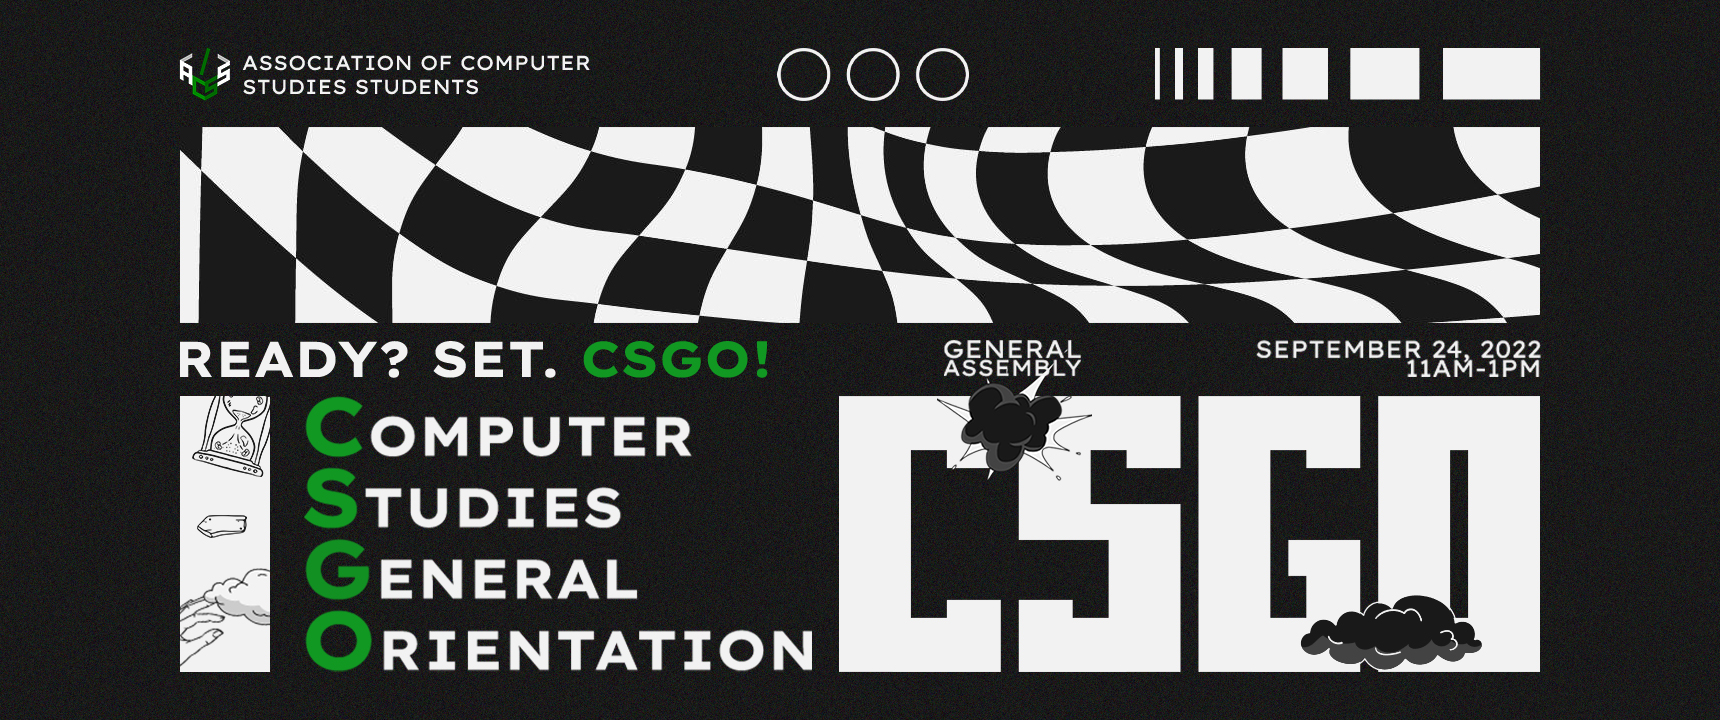 ASSOCIATION OF COMPUTER
STUDIES STUDENTS
READY? SET. CSGO!
GENERAL
ASSEMBLY
SEPTEMBER 24, 2022
11AM-1PM
COMPUTER
STUDIES
GENERAL
ORIENTATION
CSGO